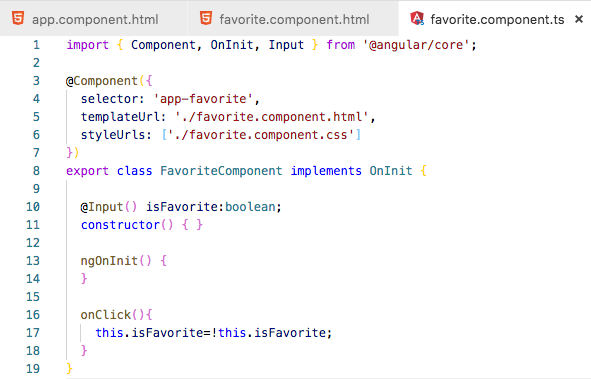 app.component.html favorite.component.html favorite.component.ts ×
1 import { Component, OnInit, Input } from '@angular/core';
2
3 @Component({
4 selector: 'app-favorite',
5 templateUrl: './favorite.component.html',
6 styleUrls: ['./favorite.component.css']
7 })
8 export class FavoriteComponent implements OnInit {
9
10 @Input() isFavorite:boolean;
11 constructor() { }
12
13 ngOnInit() {
14 }
15
16 onClick(){
17 this.isFavorite=!this.isFavorite;
18 }
19 }